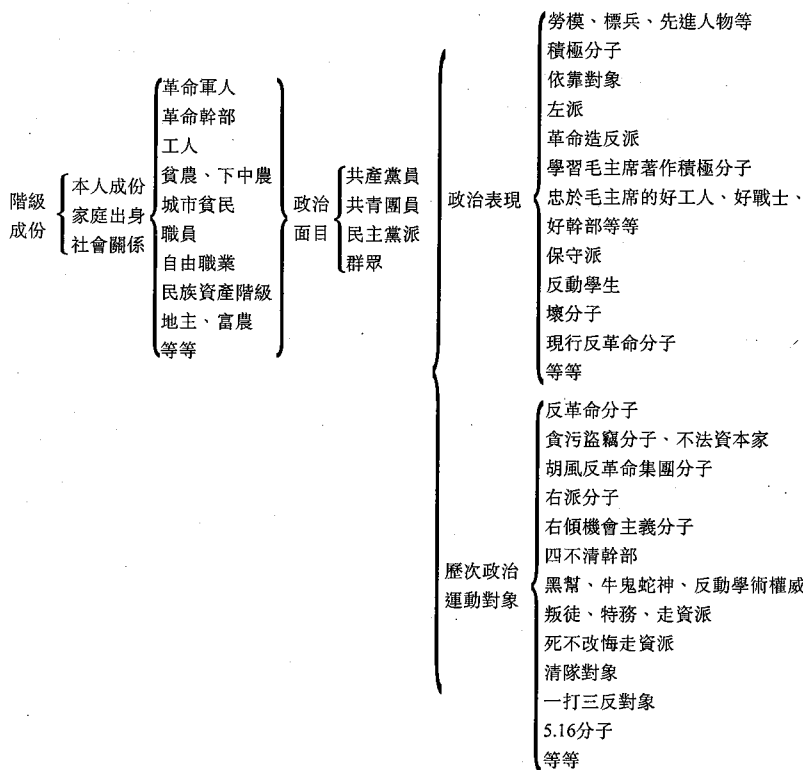 階級
成份
本人成份
家庭出身
社會關係
革命軍人
革命幹部
工人
貧農、下中農
城市貧民
職員
自由職業
民族資產階級
地主、富農
等等
政治
面目
共產黨員
共青團員
民主黨派
群眾
政治表現
勞模、標兵、先進人物等
積極分子
依靠對象
左派
革命造反派
學習毛主席著作積極分子
忠於毛主席的好工人、好戰士、
好幹部等等
保守派
反動學生
壞分子
現行反革命分子
等等
歷次政治
運動對象
反革命分子
貪污盜竊分子、不法資本家
胡風反革命集團分子
右派分子
右傾機會主義分子
四不清幹部
黑幫、牛鬼蛇神、反動學術權威
叛徒、特務、走資派
死不改悔走資派
清隊對象
一打三反對象
5.16分子
等等